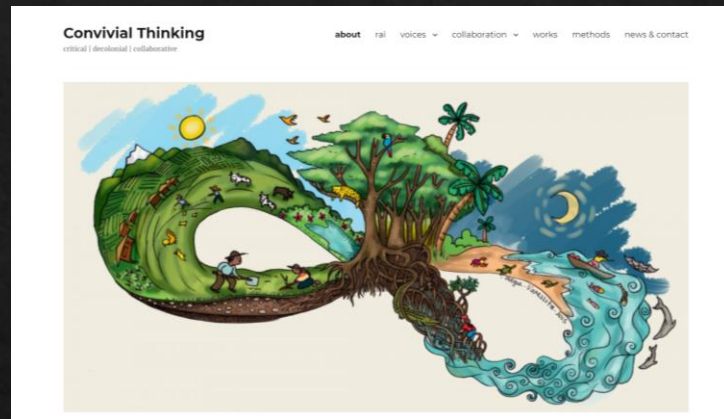 Convivial Thinking
critical | decolonial | collaborative
about rai voices collaboration works methods news & contact